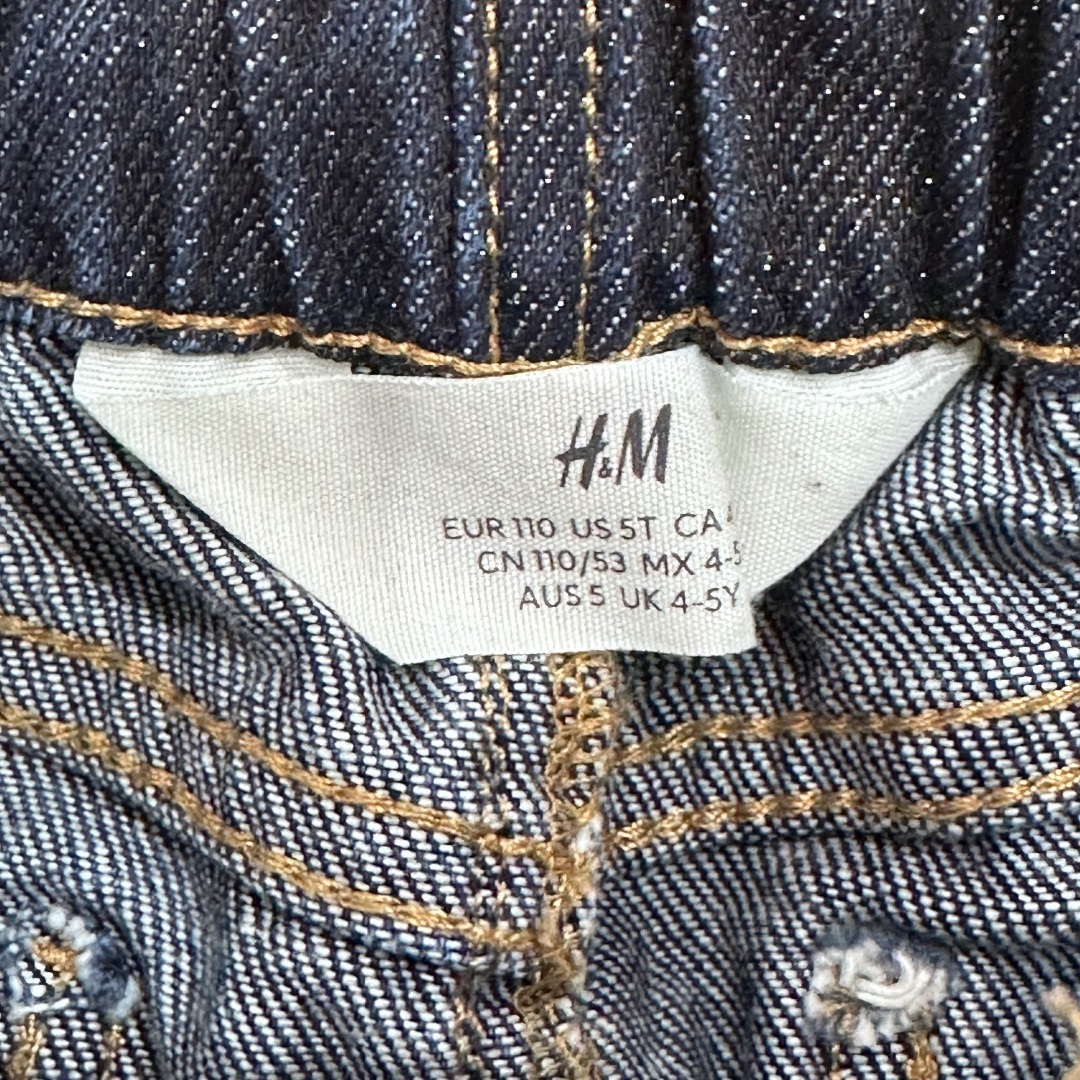 H&M
EUR 110 US 5T CA
CN 110/53 MX 4-5
AUS 5 UK 4-5Y